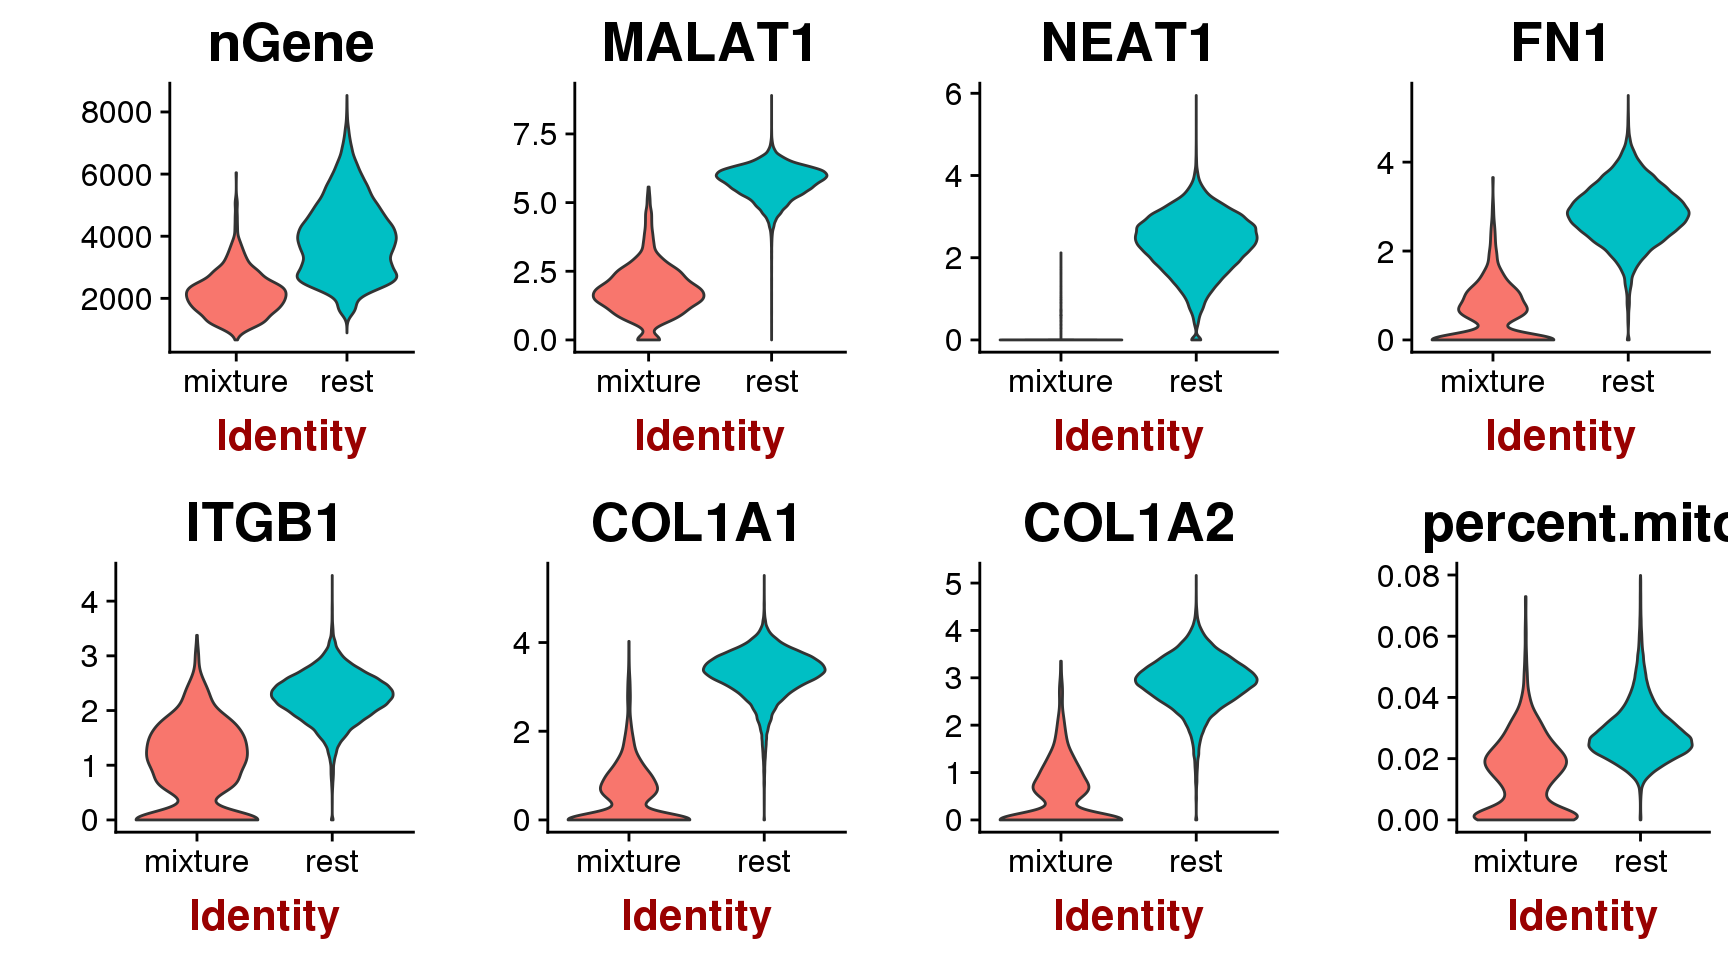 nGene MALAT1 NEAT1 FN1
8000 6000 4000 2000
7.5 5.0 2.5 0.0
6 4 2 0
4 2 0
mixture rest mixture rest mixture rest mixture rest
Identity Identity Identity Identity
ITGB1 COL1A1 COL1A2 percent.mito
4 3 2 1 0
4 2 0
5 4 3 2 1 0
0.08 0.06 0.04 0.02 0.00
mixture rest mixture rest mixture rest mixture rest
Identity Identity Identity Identity